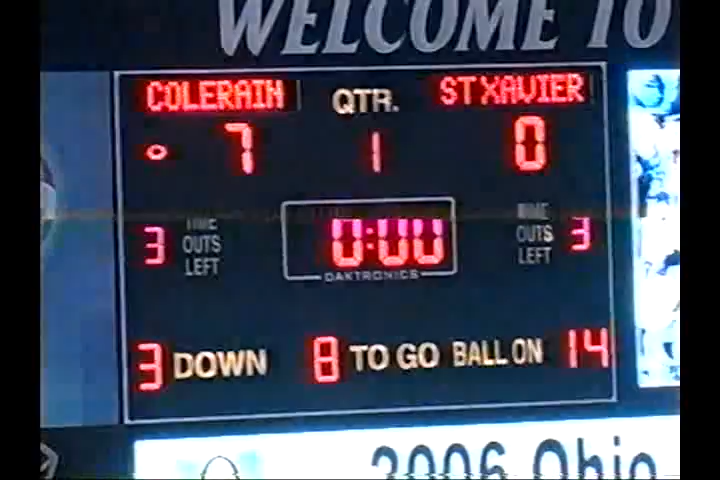 WELCOME TO
COLERAIN QTR. ST XAVIER
7 1 0
3 TIME OUTS LEFT 0:00 TIME OUTS LEFT 3
DAKTRONICS
3 DOWN 8 TO GO BALL ON 14
2006 Ohio